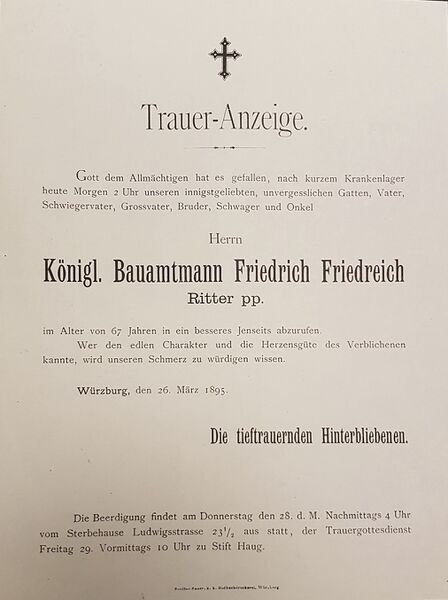 Trauer-Anzeige.
Gott dem Allmächtigen hat es gefallen, nach kurzem Krankenlager
heute Morgen 2 Uhr unseren innigstgeliebten, unvergesslichen Gatten, Vater,
Schwiegervater, Grossvater, Bruder, Schwager und Onkel
Herrn
Königl. Bauamtmann Friedrich Friedreich
Ritter pp.
im Alter von 67 Jahren in ein besseres Jenseits abzurufen.
Wer den edlen Charakter und die Herzensgüte des Verblichenen
kannte, wird unseren Schmerz zu würdigen wissen.
Würzburg, den 26. März 1895.
Die tieftrauernden Hinterbliebenen.
Die Beerdigung findet am Donnerstag den 28. d. M. Nachmittags 4 Uhr
vom Sterbehause Ludwigsstrasse 23½ aus statt, der Trauergottesdienst
Freitag 29. Vormittags 10 Uhr zu Stift Haug.
Würzburg